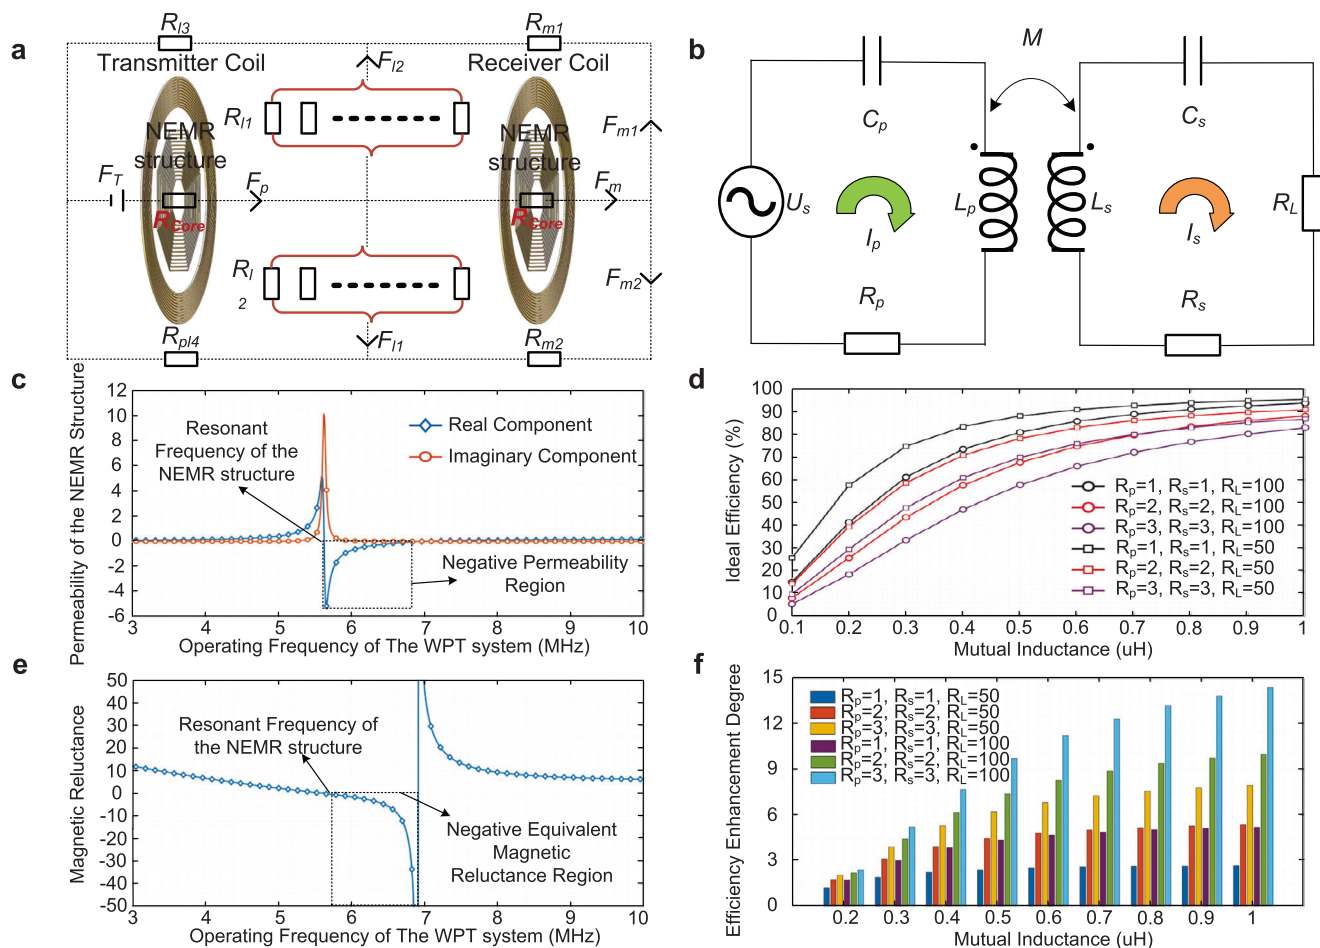 a
R_l3
R_m1
Transmitter Coil
F_l2
Receiver Coil
R_l1
F_m1
NEMR
structure
NEMR
structure
F_T
F_p
F_m
R_Core
R_Core
R_l
2
F_m2
F_l1
R_pl4
R_m2
b
M
C_p
C_s
U_s
L_p
L_s
R_L
I_p
I_s
R_p
R_s
c
Permeability of the NEMR Structure
12
10
8
6
4
2
0
-2
-4
-6
Resonant
Frequency of the
NEMR structure
Real Component
Imaginary Component
Negative Permeability
Region
3 4 5 6 7 8 9 10
Operating Frequency of The WPT system (MHz)
d
Ideal Efficiency (%)
100
90
80
70
60
50
40
30
20
10
0
R_p=1, R_s=1, R_L=100
R_p=2, R_s=2, R_L=100
R_p=3, R_s=3, R_L=100
R_p=1, R_s=1, R_L=50
R_p=2, R_s=2, R_L=50
R_p=3, R_s=3, R_L=50
0.1 0.2 0.3 0.4 0.5 0.6 0.7 0.8 0.9 1
Mutual Inductance (uH)
e
Magnetic Reluctance
50
40
30
20
10
0
-10
-20
-30
-40
-50
Resonant Frequency of
the NEMR structure
Negative Equivalent
Magnetic
Reluctance Region
3 4 5 6 7 8 9 10
Operating Frequency of The WPT system (MHz)
f
Efficiency Enhancement Degree
15
12
9
6
3
0
R_p=1, R_s=1, R_L=50
R_p=2, R_s=2, R_L=50
R_p=3, R_s=3, R_L=50
R_p=1, R_s=1, R_L=100
R_p=2, R_s=2, R_L=100
R_p=3, R_s=3, R_L=100
0.2 0.3 0.4 0.5 0.6 0.7 0.8 0.9 1
Mutual Inductance (uH)